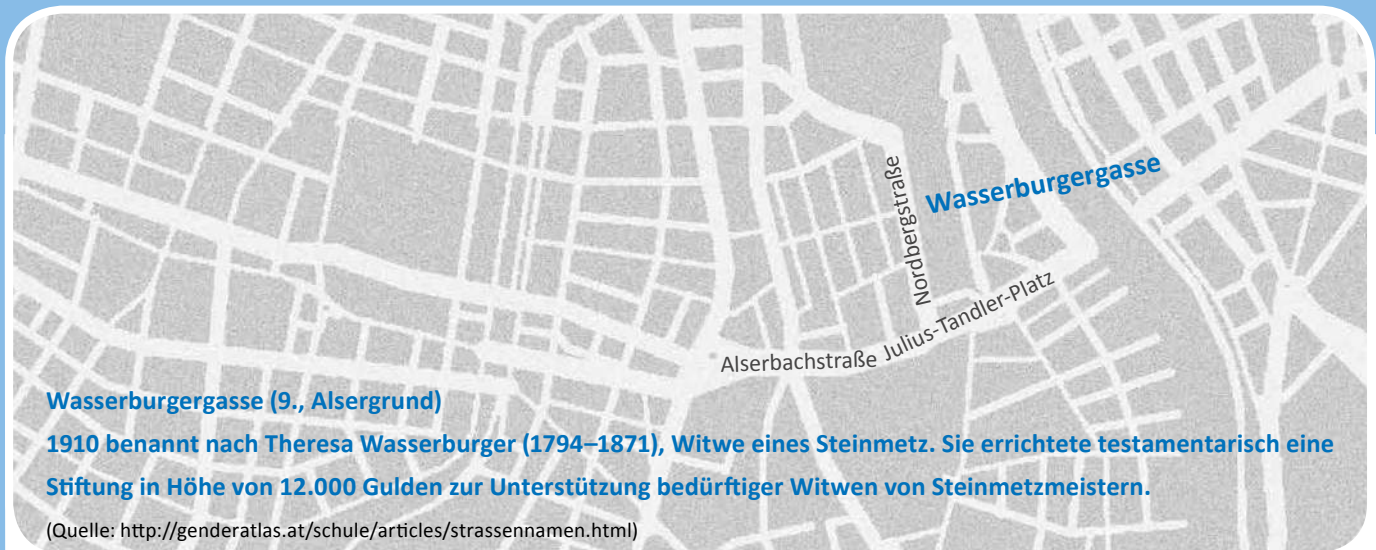 Wasserburgergasse
Nordbergstraße
Julius-Tandler-Platz
Alserbachstraße
Wasserburgergasse (9., Alsergrund)
1910 benannt nach Theresa Wasserburger (1794–1871), Witwe eines Steinmetz. Sie errichtete testamentarisch eine
Stiftung in Höhe von 12.000 Gulden zur Unterstützung bedürftiger Witwen von Steinmetzmeistern.
(Quelle: http://genderatlas.at/schule/articles/strassennamen.html)